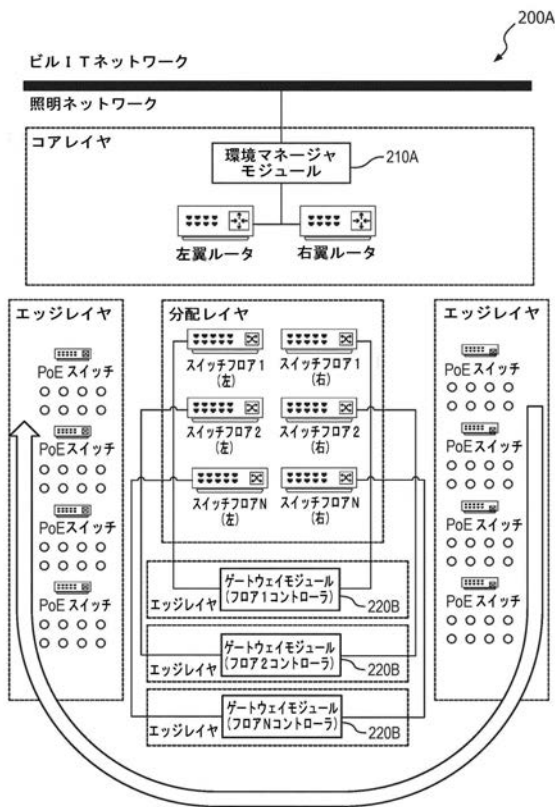 200A
ビルITネットワーク
照明ネットワーク
コアレイヤ
環境マネージャ
モジュール
210A
左翼ルータ
右翼ルータ
エッジレイヤ
PoEスイッチ
PoEスイッチ
PoEスイッチ
PoEスイッチ
分配レイヤ
スイッチフロア1
(左)
スイッチフロア1
(右)
スイッチフロア2
(左)
スイッチフロア2
(右)
スイッチフロアN
(左)
スイッチフロアN
(右)
エッジレイヤ
PoEスイッチ
PoEスイッチ
PoEスイッチ
PoEスイッチ
エッジレイヤ
ゲートウェイモジュール
(フロア1コントローラ)
220B
エッジレイヤ
ゲートウェイモジュール
(フロア2コントローラ)
220B
エッジレイヤ
ゲートウェイモジュール
(フロアNコントローラ)
220B